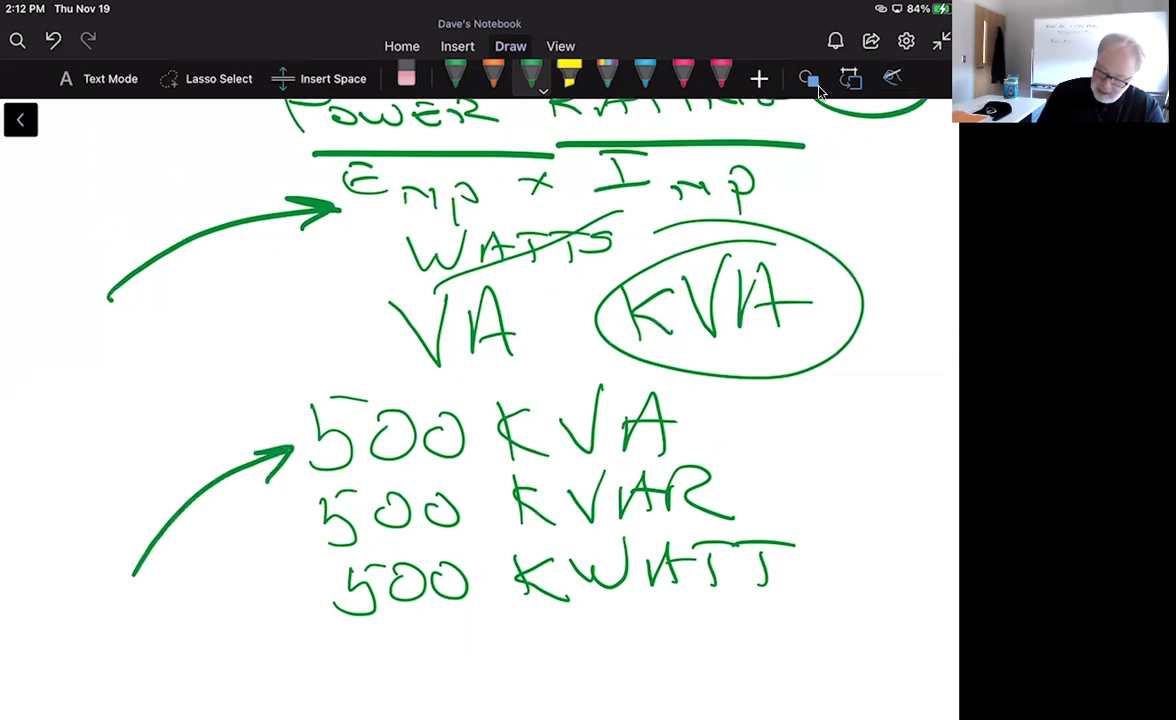 2:12 PM Thu Nov 19
84%
Dave's Notebook
Home Insert Draw View
Text Mode Lasso Select Insert Space
POWER RATING
Emp x Imp
WATTS
VA KVA
500 KVA
500 KVAR
500 KWATT